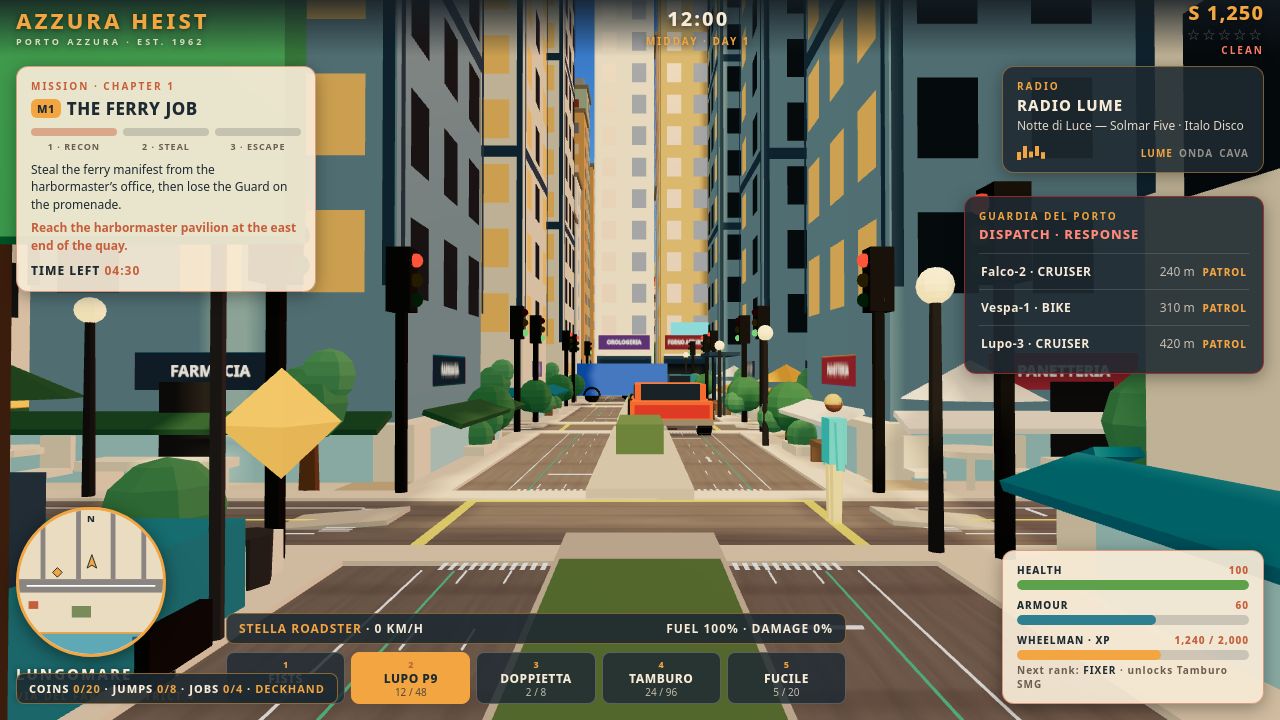 AZZURA HEIST
PORTO AZZURA · EST. 1962
12:00
MIDDAY · DAY 1
S 1,250
☆☆☆☆☆
CLEAN
MISSION · CHAPTER 1
M1 THE FERRY JOB
1 · RECON
2 · STEAL
3 · ESCAPE
Steal the ferry manifest from the
harbormaster's office, then lose the Guard on
the promenade.
Reach the harbormaster pavilion at the east
end of the quay.
TIME LEFT 04:30
RADIO
RADIO LUME
Notte di Luce — Solmar Five · Italo Disco
LUME ONDA CAVA
GUARDIA DEL PORTO
DISPATCH · RESPONSE
Falco-2 · CRUISER 240 m PATROL
Vespa-1 · BIKE 310 m PATROL
Lupo-3 · CRUISER 420 m PATROL
OROLOGERIA
FARMACIA
PANETTERIA
N
LUNGOMARE
COINS 0/20 · JUMPS 0/8 · JOBS 0/4 · DECKHAND
STELLA ROADSTER · 0 KM/H
FUEL 100% · DAMAGE 0%
1
FISTS
2
LUPO P9
12 / 48
3
DOPPIETTA
2 / 8
4
TAMBURO
24 / 96
5
FUCILE
5 / 20
HEALTH 100
ARMOUR 60
WHEELMAN · XP 1,240 / 2,000
Next rank: FIXER · unlocks Tamburo
SMG